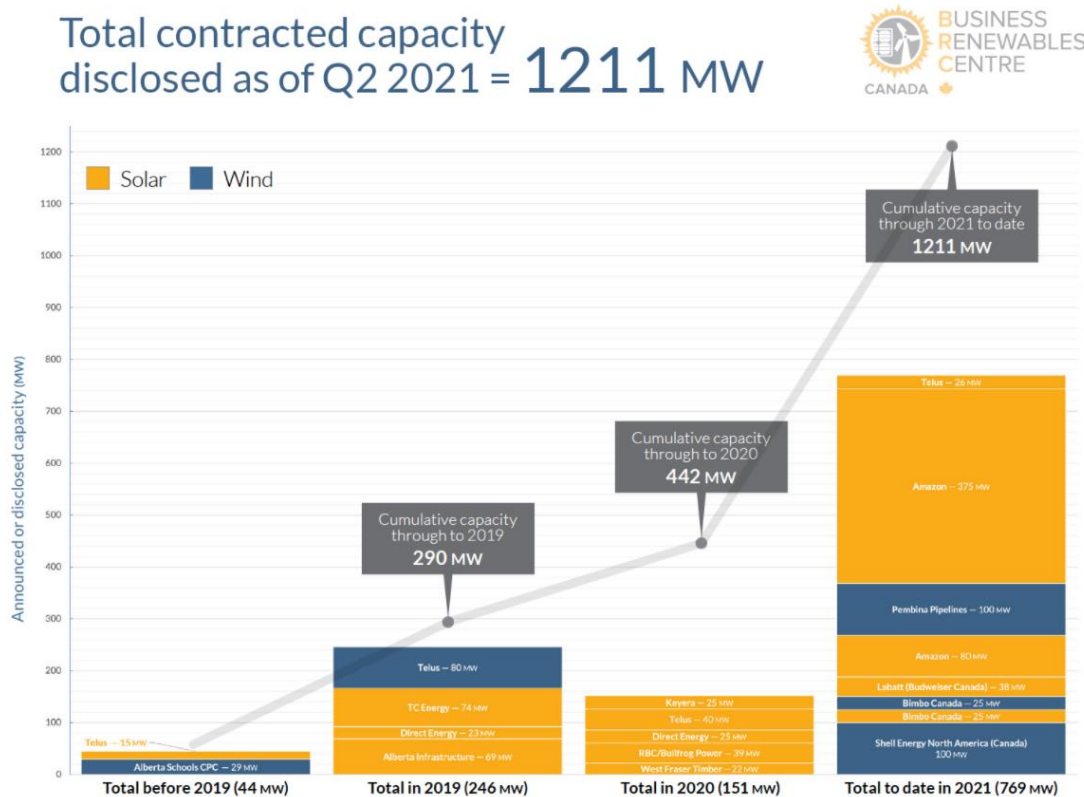 Total contracted capacity
disclosed as of Q2 2021 = 1211 MW
BUSINESS
RENEWABLES
CENTRE
CANADA
Solar
Wind
Announced or disclosed capacity (MW)
1200
1100
1000
900
800
700
600
500
400
300
200
100
0
Cumulative capacity
through to 2019
290 MW
Cumulative capacity
through to 2020
442 MW
Cumulative capacity
through 2021 to date
1211 MW
Telus — 15 MW
Alberta Schools CPC — 29 MW
Telus — 80 MW
TC Energy — 74 MW
Direct Energy — 23 MW
Alberta Infrastructure — 69 MW
Keyera — 25 MW
Telus — 40 MW
Direct Energy — 25 MW
RBC/Bullfrog Power — 39 MW
West Fraser Timber — 22 MW
Telus — 26 MW
Amazon — 375 MW
Pembina Pipelines — 100 MW
Amazon — 80 MW
Labatt (Budweiser Canada) — 38 MW
Bimbo Canada — 25 MW
Bimbo Canada — 25 MW
Shell Energy North America (Canada)
100 MW
Total before 2019 (44 MW)
Total in 2019 (246 MW)
Total in 2020 (151 MW)
Total to date in 2021 (769 MW)